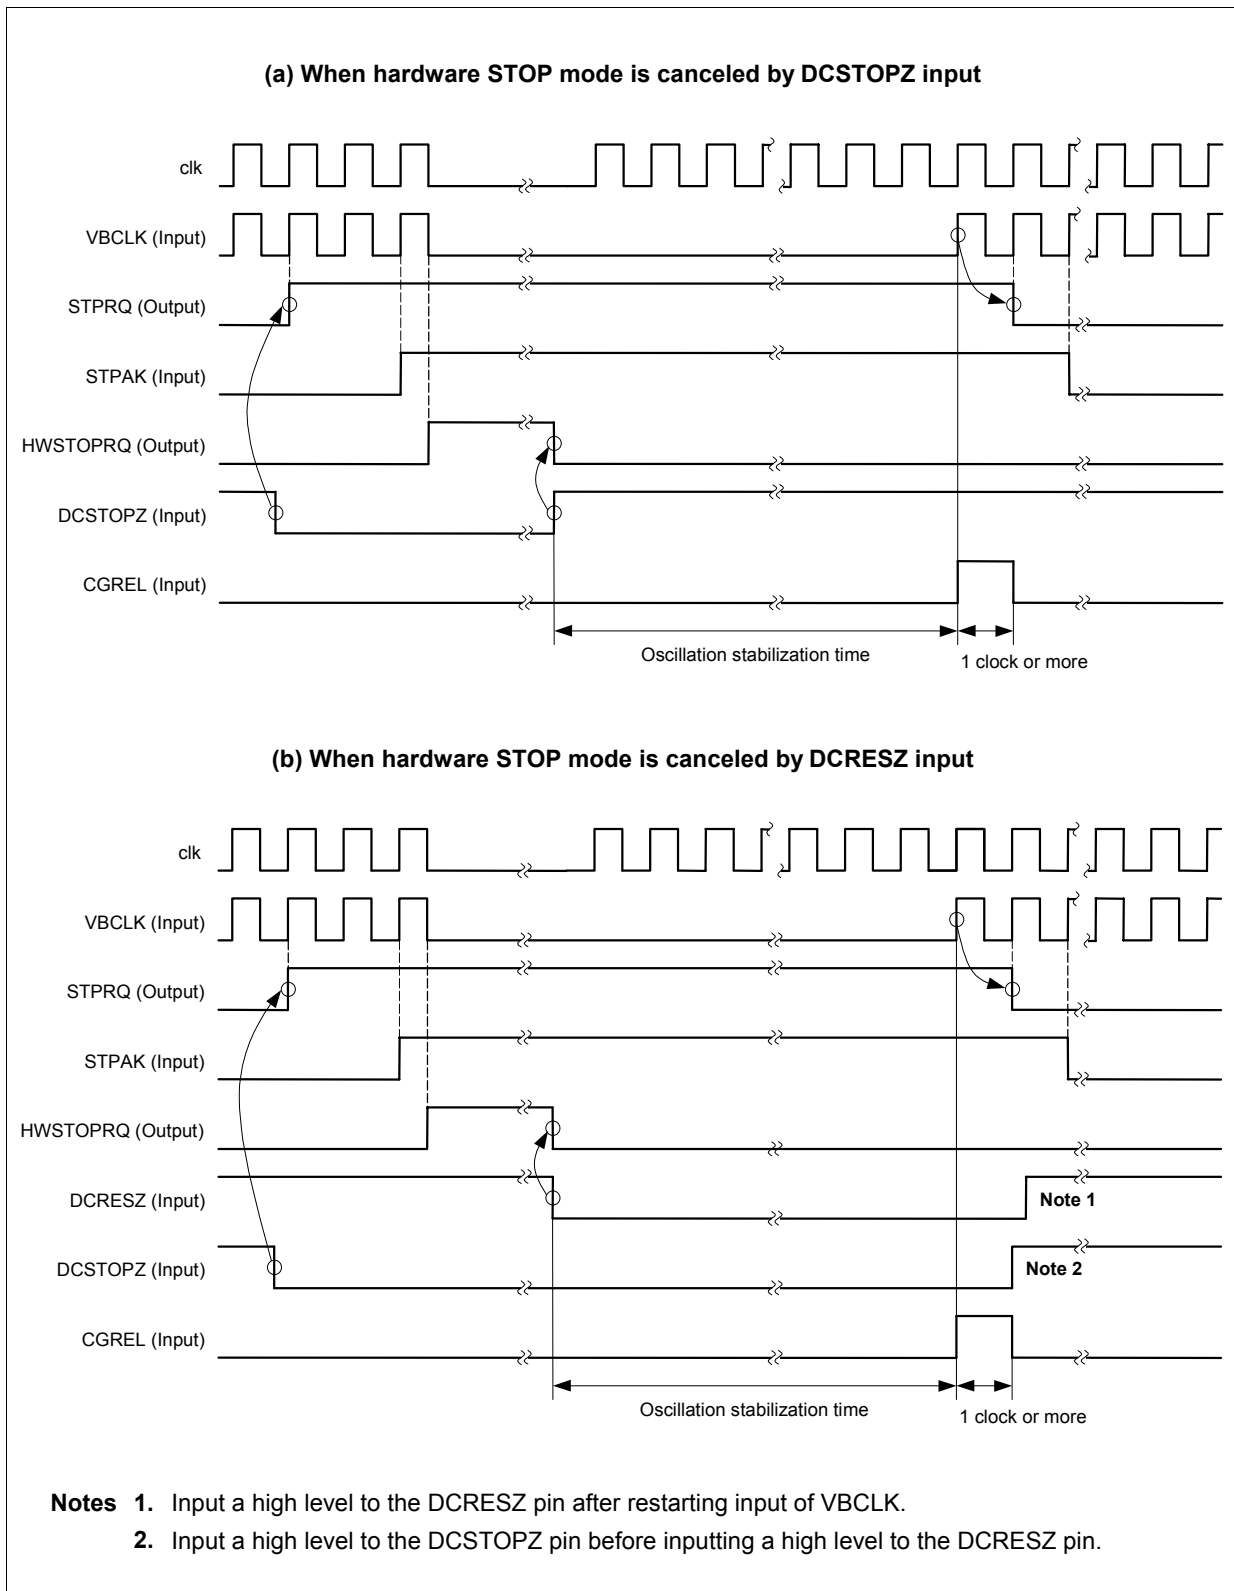 (a) When hardware STOP mode is canceled by DCSTOPZ input
clk
VBCLK (Input)
STPRQ (Output)
STPAK (Input)
HWSTOPRQ (Output)
DCSTOPZ (Input)
CGREL (Input)
Oscillation stabilization time
1 clock or more
(b) When hardware STOP mode is canceled by DCRESZ input
clk
VBCLK (Input)
STPRQ (Output)
STPAK (Input)
HWSTOPRQ (Output)
DCRESZ (Input)
Note 1
DCSTOPZ (Input)
Note 2
CGREL (Input)
Oscillation stabilization time
1 clock or more
Notes 1. Input a high level to the DCRESZ pin after restarting input of VBCLK.
2. Input a high level to the DCSTOPZ pin before inputting a high level to the DCRESZ pin.